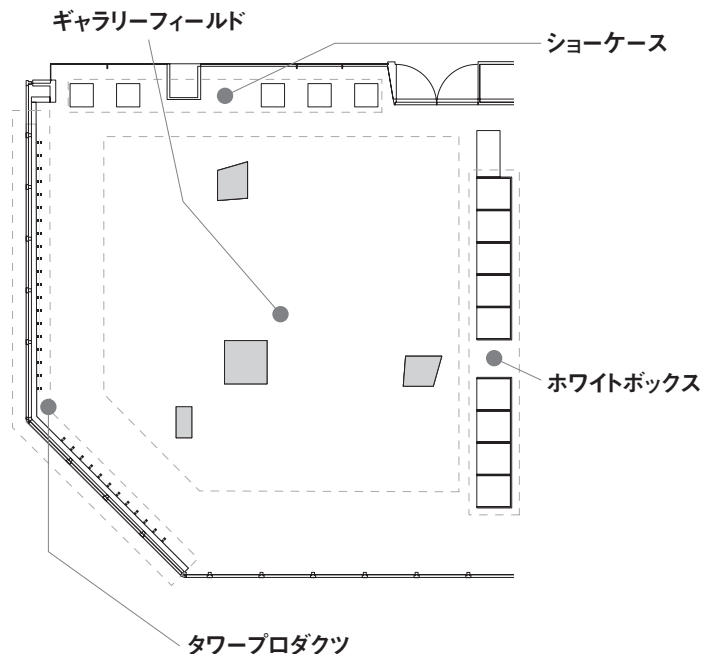 ギャラリーフィールド
ショーケース
ホワイトボックス
タワープロダクツ